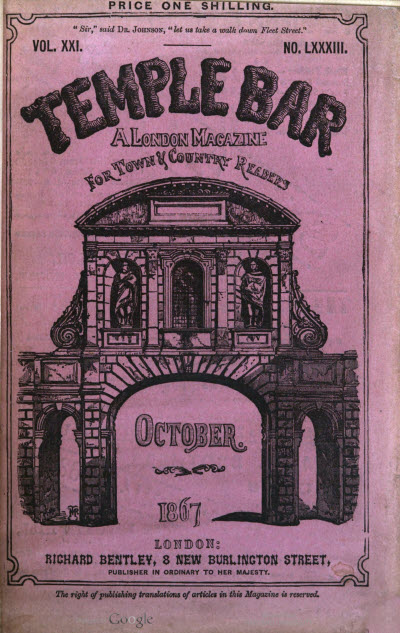 PRICE ONE SHILLING.
"Sir," said DR. JOHNSON, "let us take a walk down Fleet Street."
VOL. XXI. NO. LXXXIII.
TEMPLE BAR
A LONDON MAGAZINE
FOR TOWN & COUNTRY READERS
OCTOBER.
1867
LONDON:
RICHARD BENTLEY, 8 NEW BURLINGTON STREET,
PUBLISHER IN ORDINARY TO HER MAJESTY.
The right of publishing translations of articles in this Magazine is reserved.
Google